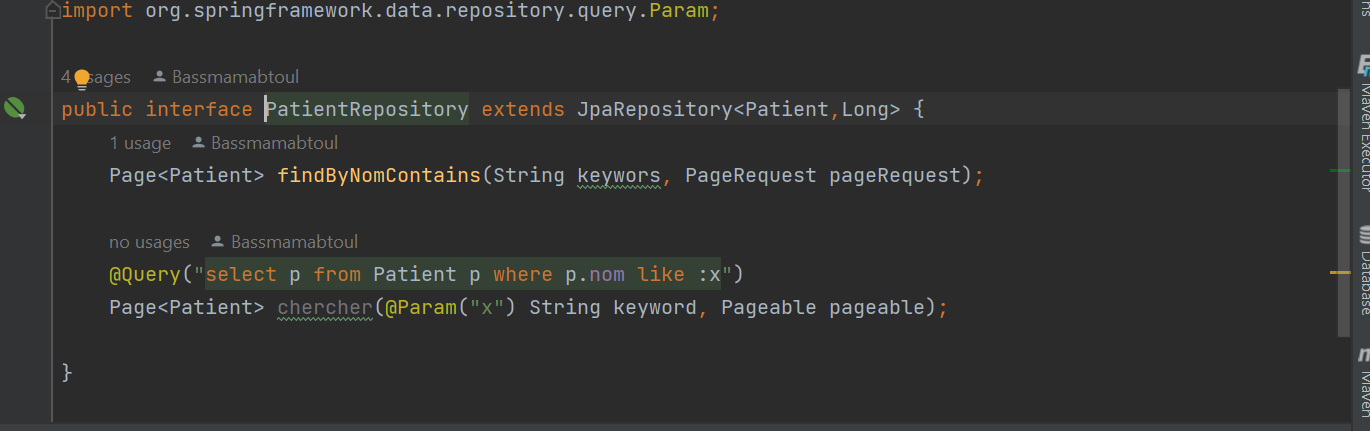 import org.springframework.data.repository.query.Param;
4 usages Bassmamabtoul
public interface PatientRepository extends JpaRepository<Patient,Long> {
1 usage Bassmamabtoul
Page<Patient> findByNomContains(String keywors, PageRequest pageRequest);
no usages Bassmamabtoul
@Query("select p from Patient p where p.nom like :x")
Page<Patient> chercher(@Param("x") String keyword, Pageable pageable);
}
Maven Executor
Database
Maven